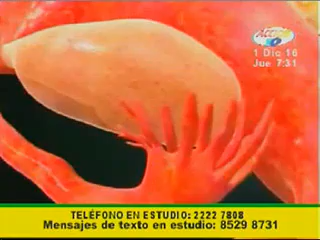 1 Dic 16
Jue 7:31
TELÉFONO EN ESTUDIO: 2222 7808
Mensajes de texto en estudio: 8529 8731